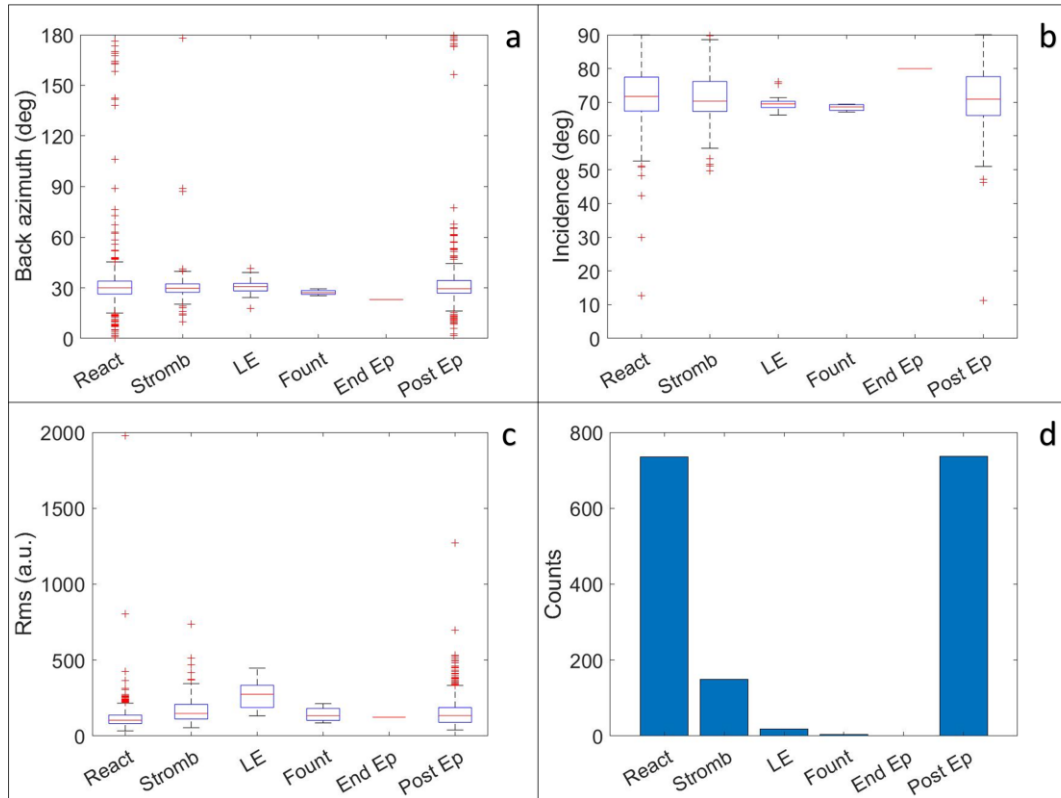 a
180
150
120
90
60
30
0
Back azimuth (deg)
React
Stromb
LE
Fount
End Ep
Post Ep
b
90
80
70
60
50
40
30
20
10
0
Incidence (deg)
React
Stromb
LE
Fount
End Ep
Post Ep
c
2000
1500
1000
500
0
Rms (a.u.)
React
Stromb
LE
Fount
End Ep
Post Ep
d
800
600
400
200
0
Counts
React
Stromb
LE
Fount
End Ep
Post Ep